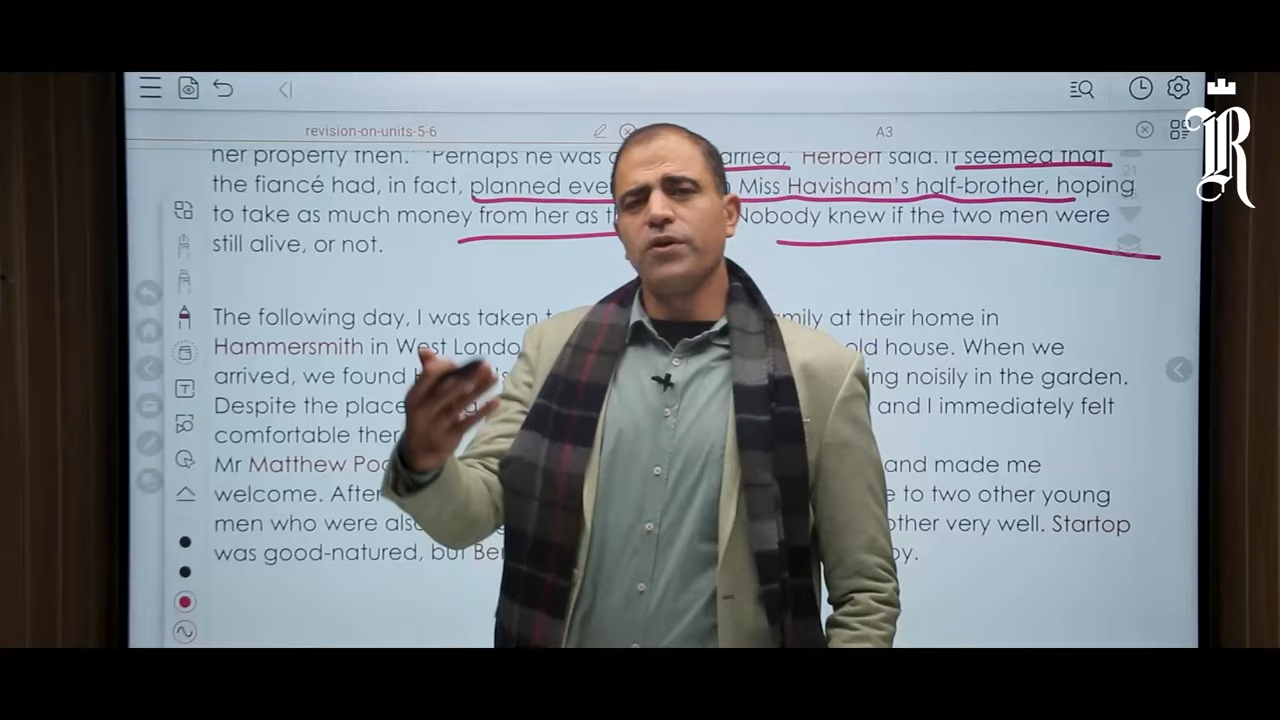 revision-on-units-5-6
A3
her property then. "Perhaps he was arried," Herbert said. It seemed that
21
the fiancé had, in fact, planned eve Miss Havisham's half-brother, hoping
to take as much money from her as Nobody knew if the two men were
still alive, or not.
The following day, I was taken amily at their home in
Hammersmith in West Londo old house. When we
arrived, we found ing noisily in the garden.
Despite the place and I immediately felt
comfortable ther
Mr Matthew Poc and made me
welcome. After to two other young
men who were also other very well. Startop
was good-natured, but Ben
R